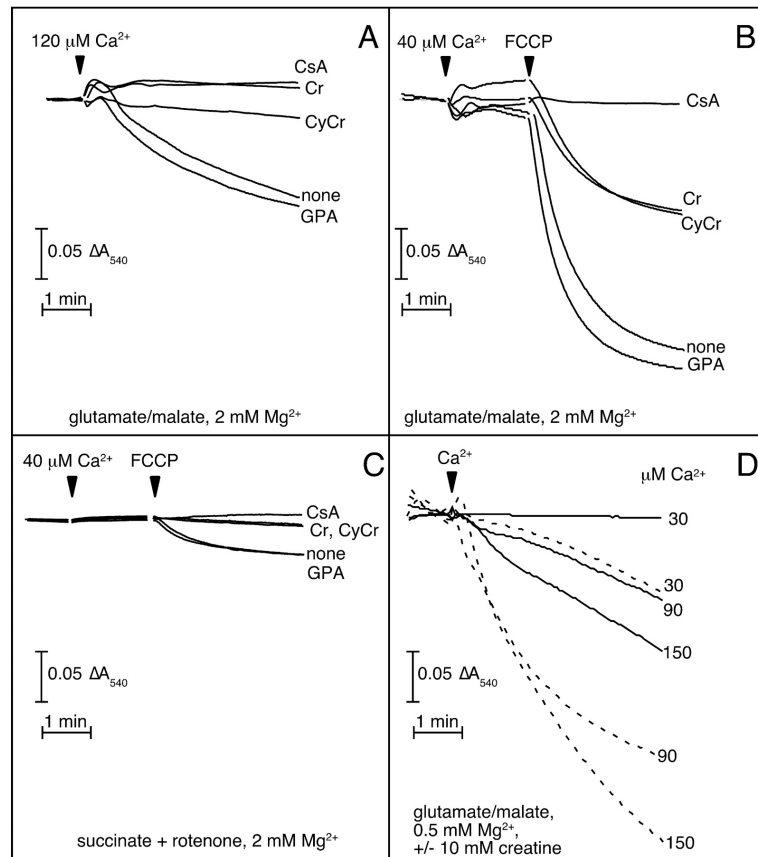 A
120 μM Ca²⁺
CsA
Cr
CyCr
none
GPA
0.05 ΔA₅₄₀
1 min
glutamate/malate, 2 mM Mg²⁺
B
40 μM Ca²⁺ FCCP
CsA
Cr
CyCr
none
GPA
0.05 ΔA₅₄₀
1 min
glutamate/malate, 2 mM Mg²⁺
C
40 μM Ca²⁺ FCCP
CsA
Cr, CyCr
none
GPA
0.05 ΔA₅₄₀
1 min
succinate + rotenone, 2 mM Mg²⁺
D
Ca²⁺
μM Ca²⁺
30
30
90
150
0.05 ΔA₅₄₀
1 min
90
150
glutamate/malate,
0.5 mM Mg²⁺,
+/- 10 mM creatine